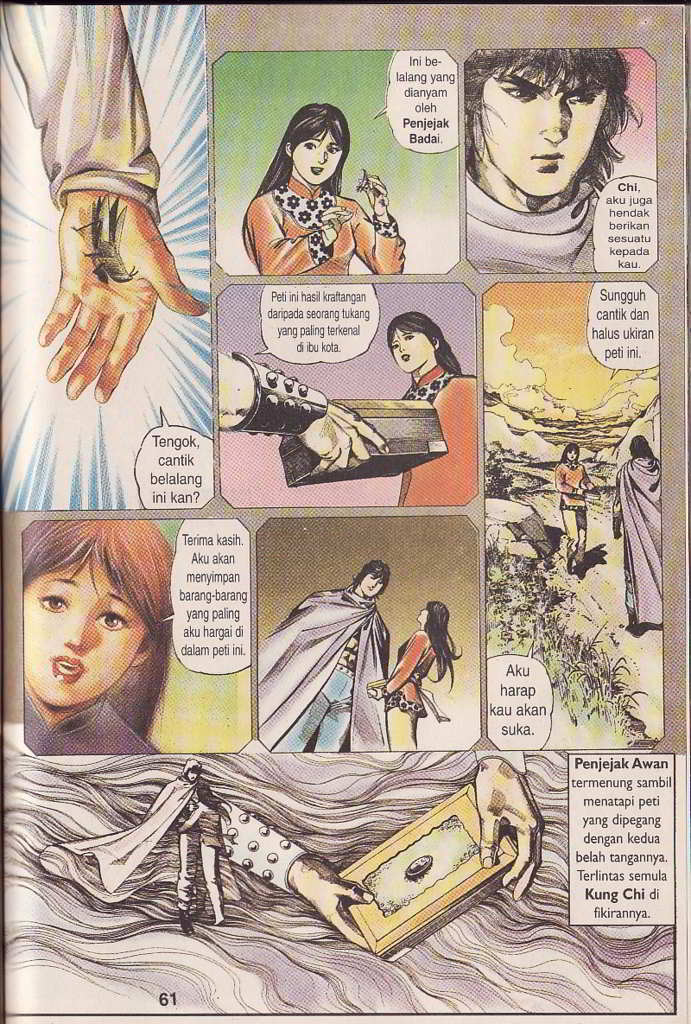 Tengok,
cantik
belalang
ini kan?
Ini be-
lalang yang
dianyam
oleh
Penjejak
Badai.
Chi,
aku juga
hendak
berikan
sesuatu
kepada
kau.
Peti ini hasil kraftangan
daripada seorang tukang
yang paling terkenal
di ibu kota.
Sungguh
cantik dan
halus ukiran
peti ini.
Aku
harap
kau akan
suka.
Terima kasih.
Aku akan
menyimpan
barang-barang
yang paling
aku hargai di
dalam peti ini.
Penjejak Awan
termenung sambil
menatapi peti
yang dipegang
dengan kedua
belah tangannya.
Terlintas semula
Kung Chi di
fikirannya.
61